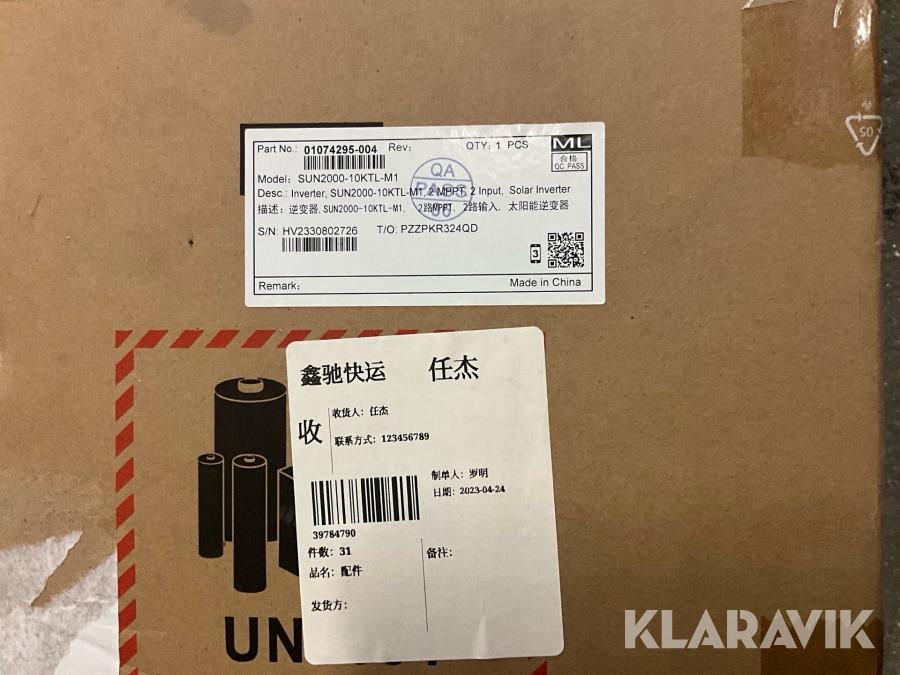 Part No.: 01074295-004 Rev: QTY: 1 PCS
ML
合格
QC PASS
Model: SUN2000-10KTL-M1
QA
PASS
06
Desc.: Inverter, SUN2000-10KTL-M1, 2 MPPT, 2 Input, Solar Inverter
描述: 逆变器, SUN2000-10KTL-M1, 2路MPPT, 2路输入, 太阳能逆变器
S/N: HV2330802726 T/O: PZZPKR324QD
3
Remark: Made in China
05
鑫驰快运 任杰
收
收货人: 任杰
联系方式: 123456789
制单人: 罗明
日期: 2023-04-24
39784790
件数: 31 备注:
品名: 配件
发货方:
UN
KLARAVIK